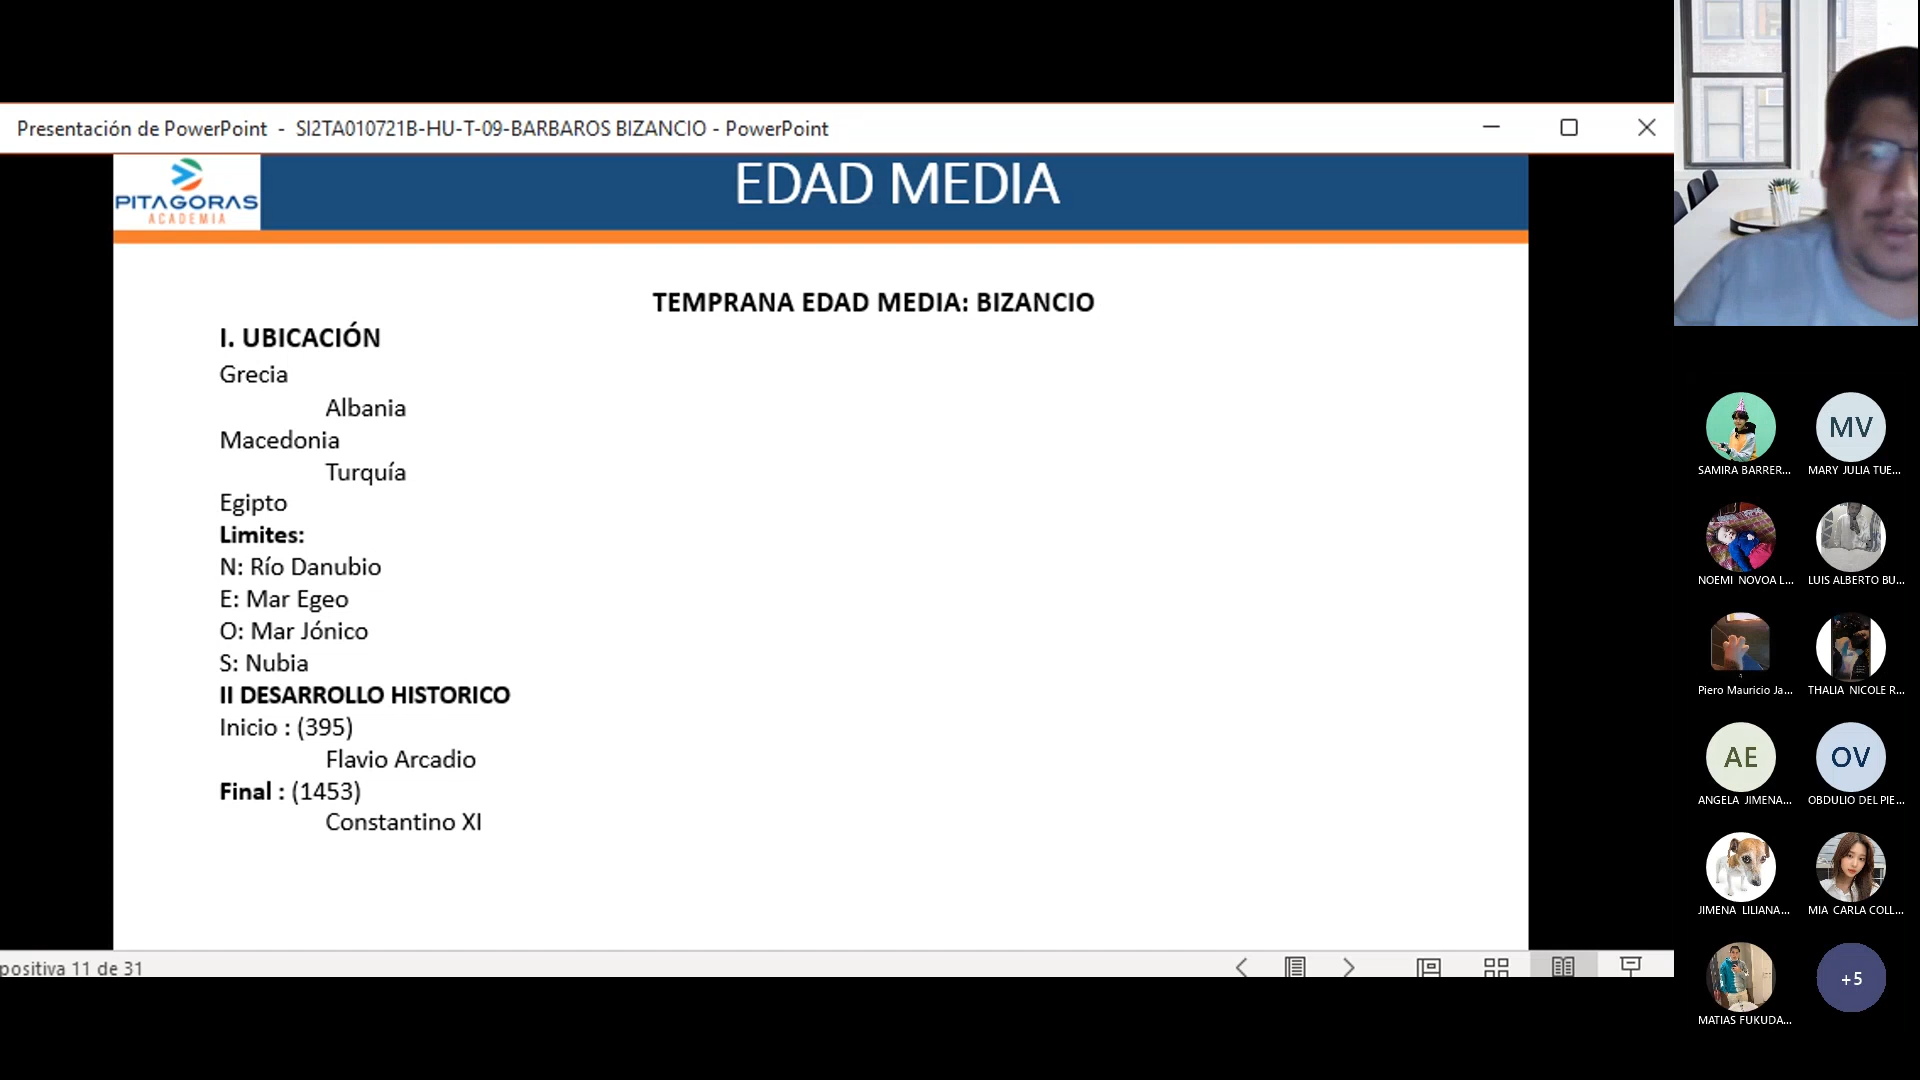 Presentación de PowerPoint - SI2TA010721B-HU-T-09-BARBAROS BIZANCIO - PowerPoint
PITAGORAS
ACADEMIA
EDAD MEDIA
TEMPRANA EDAD MEDIA: BIZANCIO
I. UBICACIÓN
Grecia
Albania
Macedonia
Turquía
Egipto
Limites:
N: Río Danubio
E: Mar Egeo
O: Mar Jónico
S: Nubia
II DESARROLLO HISTORICO
Inicio : (395)
Flavio Arcadio
Final : (1453)
Constantino XI
positiva 11 de 31
MV
SAMIRA BARRER...
MARY JULIA TUE...
NOEMI NOVOA L...
LUIS ALBERTO BU...
Piero Mauricio Ja...
THALIA NICOLE R...
AE
OV
ANGELA JIMENA...
OBDULIO DEL PIE...
JIMENA LILIANA...
MIA CARLA COLL...
+5
MATIAS FUKUDA...